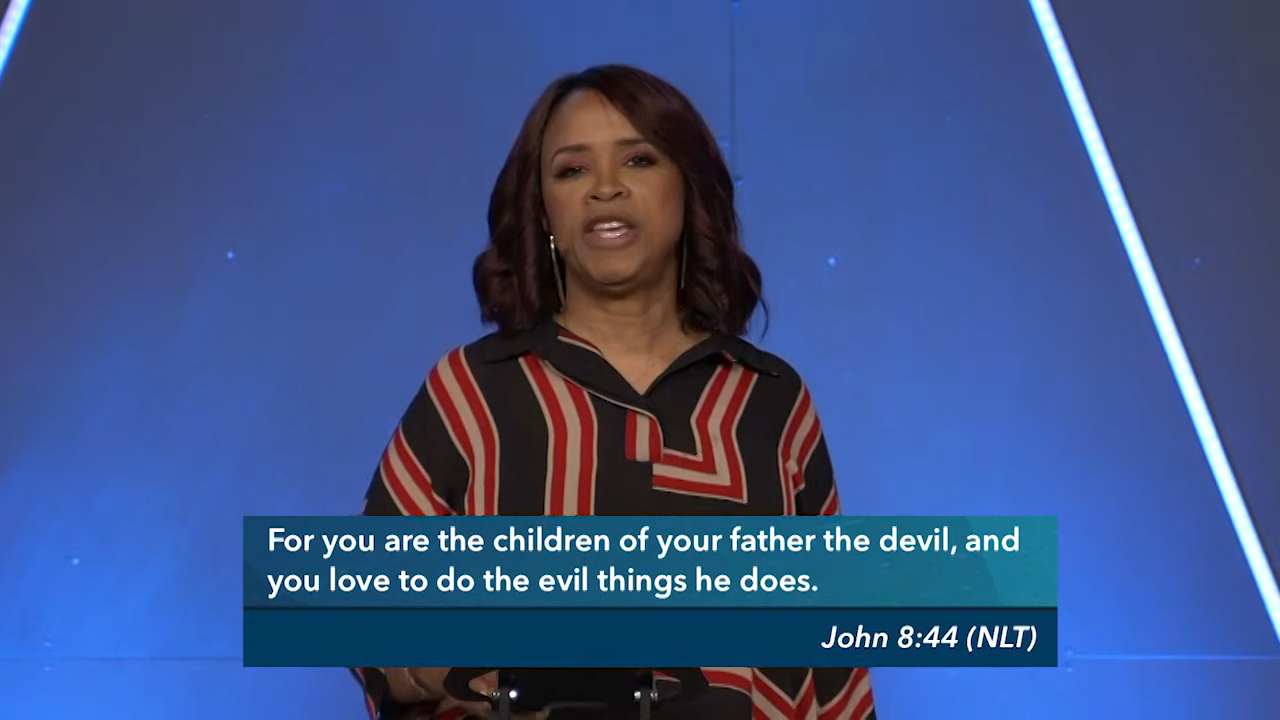 For you are the children of your father the devil, and
you love to do the evil things he does.
John 8:44 (NLT)